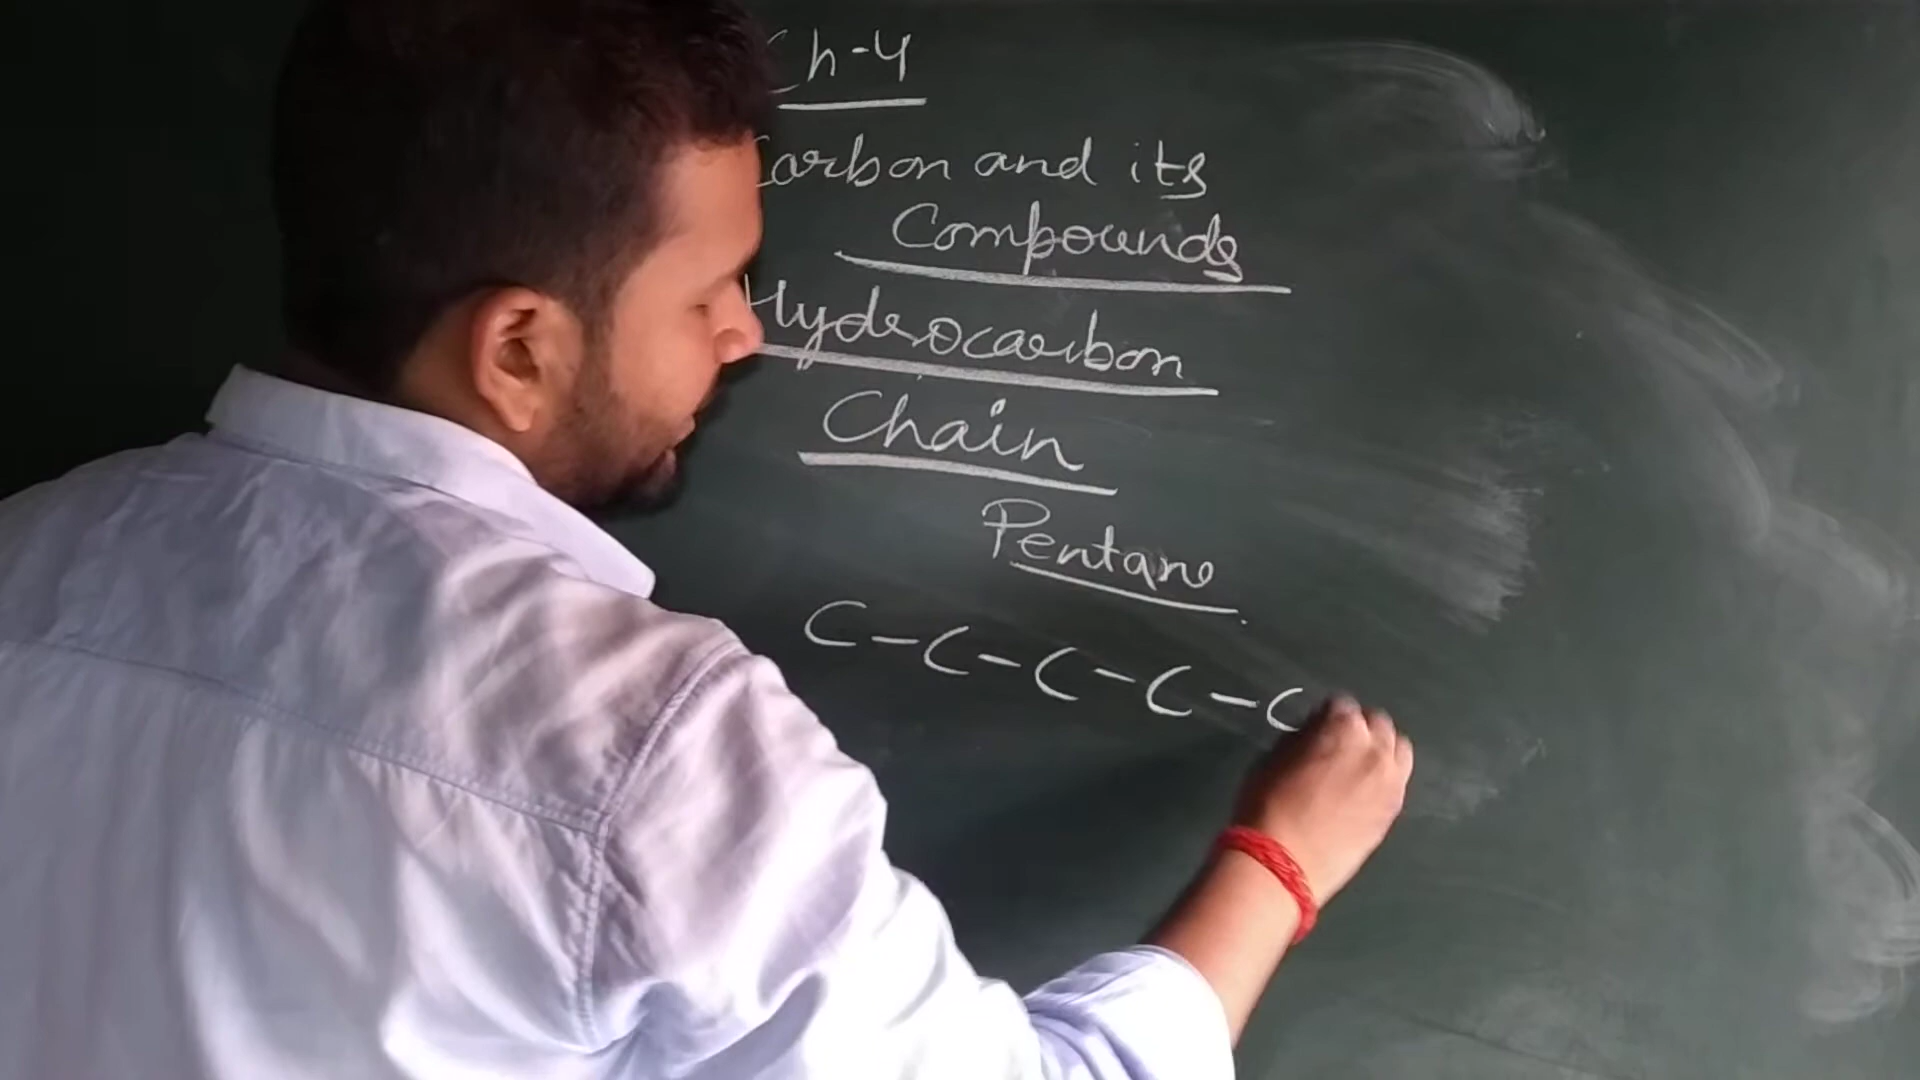 Ch-4
Carbon and its
Compounds
Hydrocarbon
Chain
Pentane
C-C-C-C-C